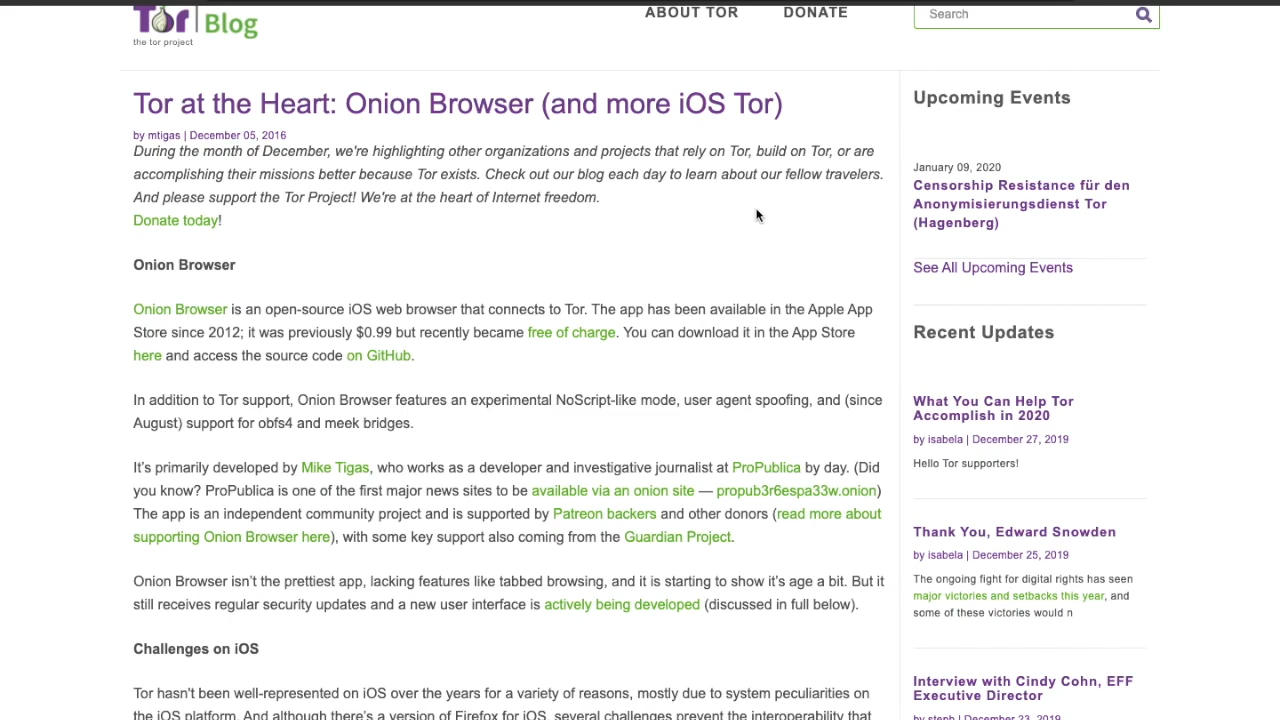 Tor Blog
the tor project
ABOUT TOR
DONATE
Search
Tor at the Heart: Onion Browser (and more iOS Tor)
by mtigas | December 05, 2016
During the month of December, we're highlighting other organizations and projects that rely on Tor, build on Tor, or are
accomplishing their missions better because Tor exists. Check out our blog each day to learn about our fellow travelers.
And please support the Tor Project! We're at the heart of Internet freedom.
Donate today!
Onion Browser
Onion Browser is an open-source iOS web browser that connects to Tor. The app has been available in the Apple App
Store since 2012; it was previously $0.99 but recently became free of charge. You can download it in the App Store
here and access the source code on GitHub.
In addition to Tor support, Onion Browser features an experimental NoScript-like mode, user agent spoofing, and (since
August) support for obfs4 and meek bridges.
It's primarily developed by Mike Tigas, who works as a developer and investigative journalist at ProPublica by day. (Did
you know? ProPublica is one of the first major news sites to be available via an onion site — propub3r6espa33w.onion)
The app is an independent community project and is supported by Patreon backers and other donors (read more about
supporting Onion Browser here), with some key support also coming from the Guardian Project.
Onion Browser isn't the prettiest app, lacking features like tabbed browsing, and it is starting to show it's age a bit. But it
still receives regular security updates and a new user interface is actively being developed (discussed in full below).
Challenges on iOS
Tor hasn't been well-represented on iOS over the years for a variety of reasons, mostly due to system peculiarities on
the iOS platform. And although there's a version of Firefox for iOS, several challenges prevent the interoperability that
Upcoming Events
January 09, 2020
Censorship Resistance für den
Anonymisierungsdienst Tor
(Hagenberg)
See All Upcoming Events
Recent Updates
What You Can Help Tor
Accomplish in 2020
by isabela | December 27, 2019
Hello Tor supporters!
Thank You, Edward Snowden
by isabela | December 25, 2019
The ongoing fight for digital rights has seen
major victories and setbacks this year, and
some of these victories would n
Interview with Cindy Cohn, EFF
Executive Director
by steph | December 23, 2019